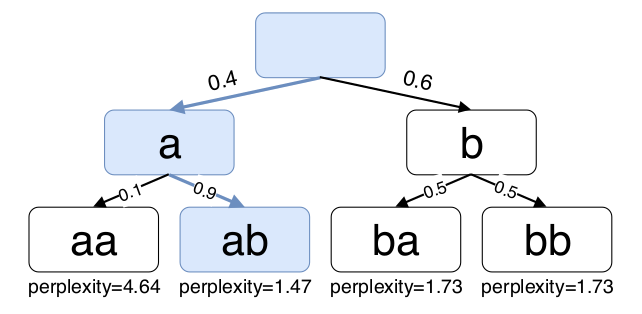 0.4 0.6
a b
0.1 0.9 0.5 0.5
aa ab ba bb
perplexity=4.64 perplexity=1.47 perplexity=1.73 perplexity=1.73